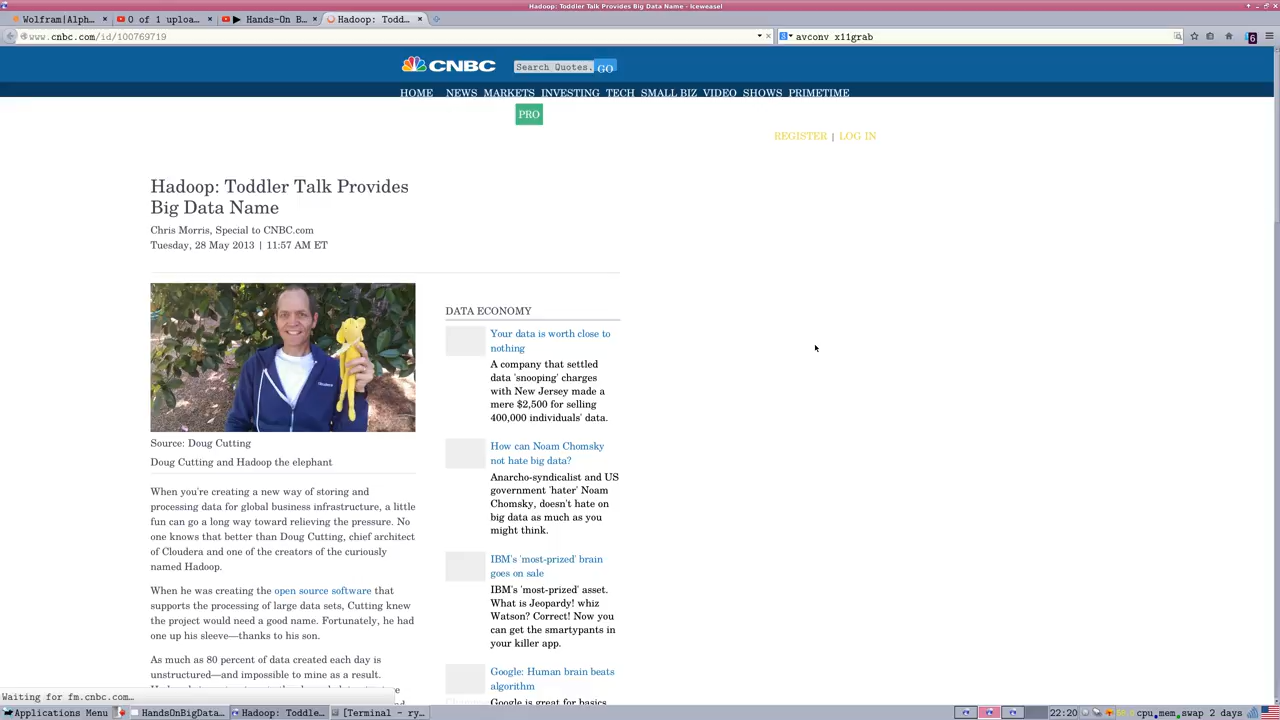 Hadoop: Toddler Talk Provides Big Data Name - Iceweasel
Wolfram|Alph... 0 of 1 uploa... ▶ Hands-On B... Hadoop: Todd...
www.cnbc.com/id/100769719 avconv x11grab 6
CNBC Search Quotes, GO
HOME NEWS MARKETS INVESTING TECH SMALL BIZ VIDEO SHOWS PRIMETIME
PRO
REGISTER | LOG IN
Hadoop: Toddler Talk Provides
Big Data Name
Chris Morris, Special to CNBC.com
Tuesday, 28 May 2013 | 11:57 AM ET
Source: Doug Cutting
Doug Cutting and Hadoop the elephant
When you're creating a new way of storing and
processing data for global business infrastructure, a little
fun can go a long way toward relieving the pressure. No
one knows that better than Doug Cutting, chief architect
of Cloudera and one of the creators of the curiously
named Hadoop.
When he was creating the open source software that
supports the processing of large data sets, Cutting knew
the project would need a good name. Fortunately, he had
one up his sleeve—thanks to his son.
As much as 80 percent of data created each day is
unstructured—and impossible to mine as a result.
DATA ECONOMY
Your data is worth close to
nothing
A company that settled
data 'snooping' charges
with New Jersey made a
mere $2,500 for selling
400,000 individuals' data.
How can Noam Chomsky
not hate big data?
Anarcho-syndicalist and US
government 'hater' Noam
Chomsky, doesn't hate on
big data as much as you
might think.
IBM's 'most-prized' brain
goes on sale
IBM's 'most-prized' asset.
What is Jeopardy! whiz
Watson? Correct! Now you
can get the smartypants in
your killer app.
Google: Human brain beats
algorithm
Google is great for basics
Waiting for fm.cnbc.com...
Applications Menu HandsOnBigData... Hadoop: Toddle... [Terminal - ry... 22:20 cpu mem swap 2 days